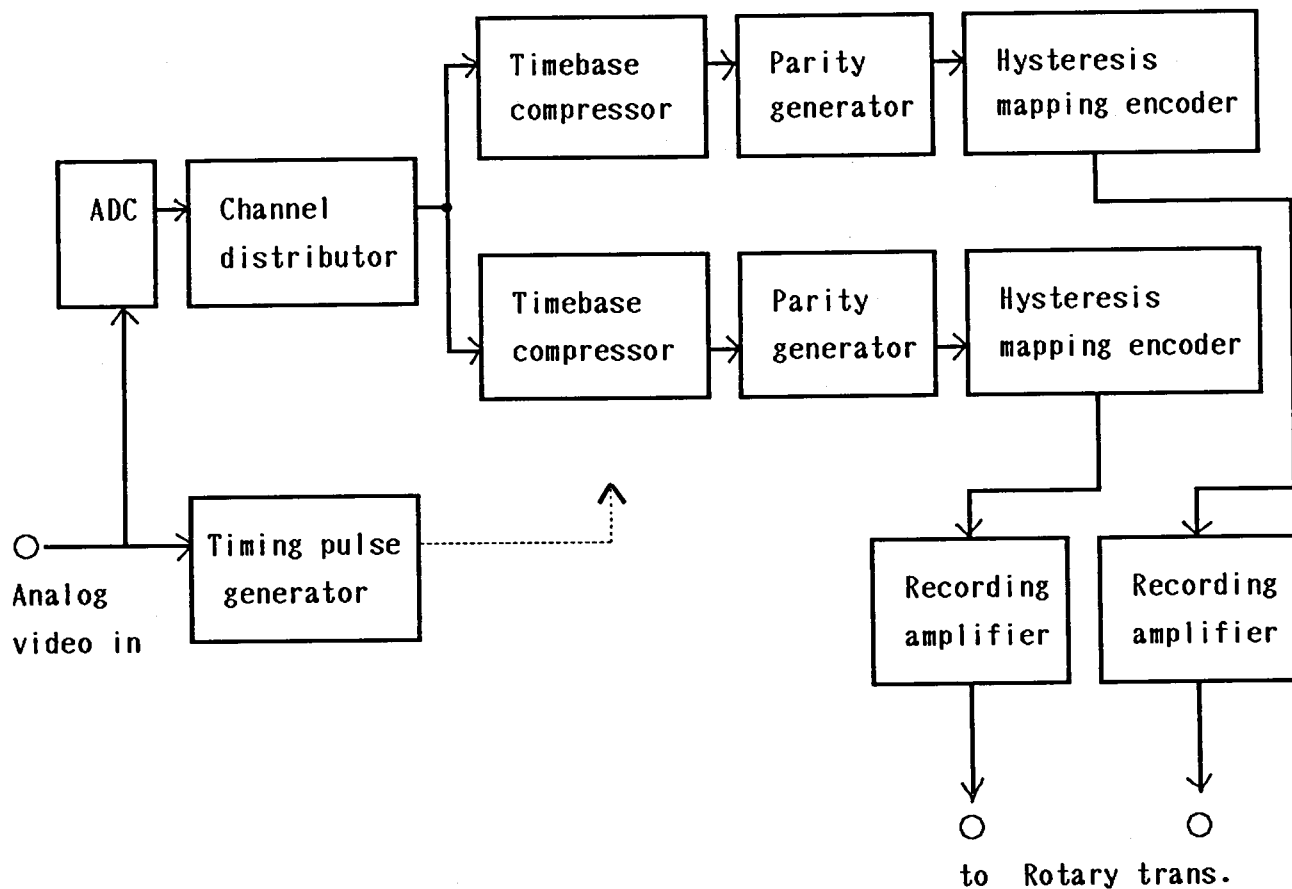 Timebase
compressor
Parity
generator
Hysteresis
mapping encoder
ADC
Channel
distributor
Timebase
compressor
Parity
generator
Hysteresis
mapping encoder
Timing pulse
generator
Analog
video in
Recording
amplifier
Recording
amplifier
to Rotary trans.